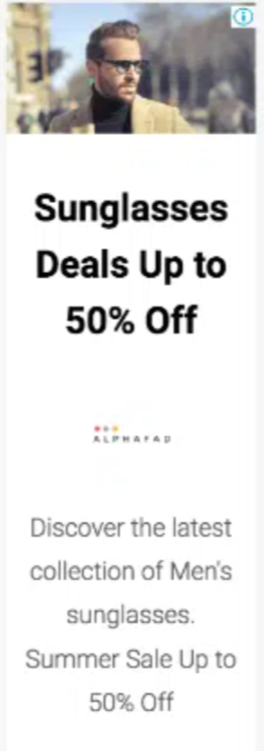 Sunglasses
Deals Up to
50% Off
ALPHAFAD
Discover the latest
collection of Men's
sunglasses.
Summer Sale Up to
50% Off